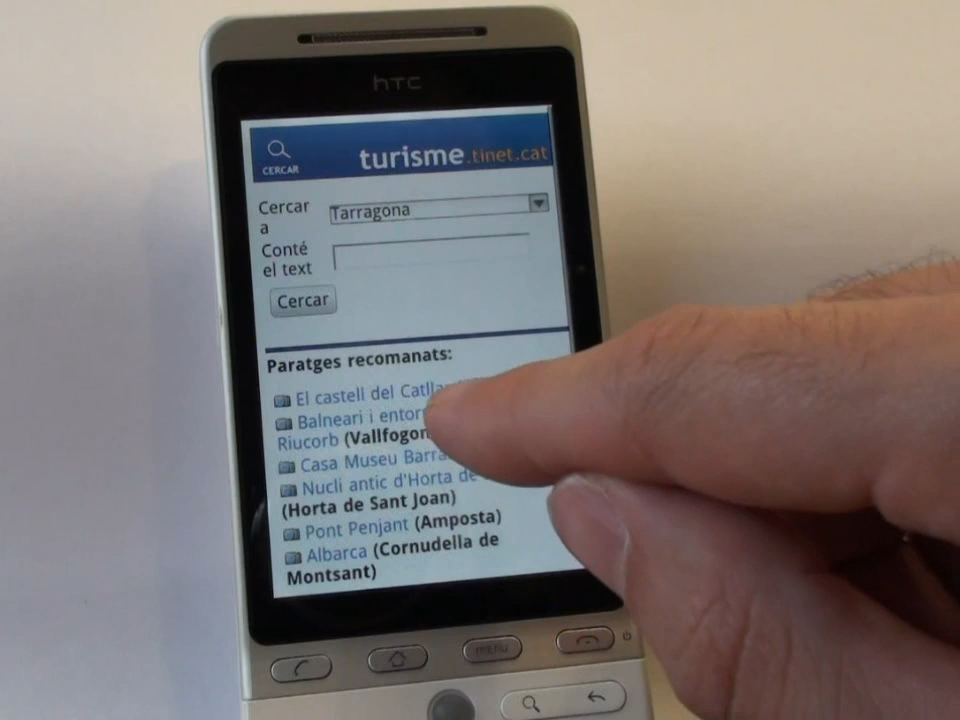 hTC
CERCAR
turisme.tinet.cat
Cercar
a
Tarragona
Conté
el text
Cercar
Paratges recomanats:
El castell del
Balneari i
Riucorb
Casa Museu
Nucli antic d'Horta de
(Horta de Sant Joan)
Pont Penjant (Amposta)
Albarca (Cornudella de
Montsant)
menu